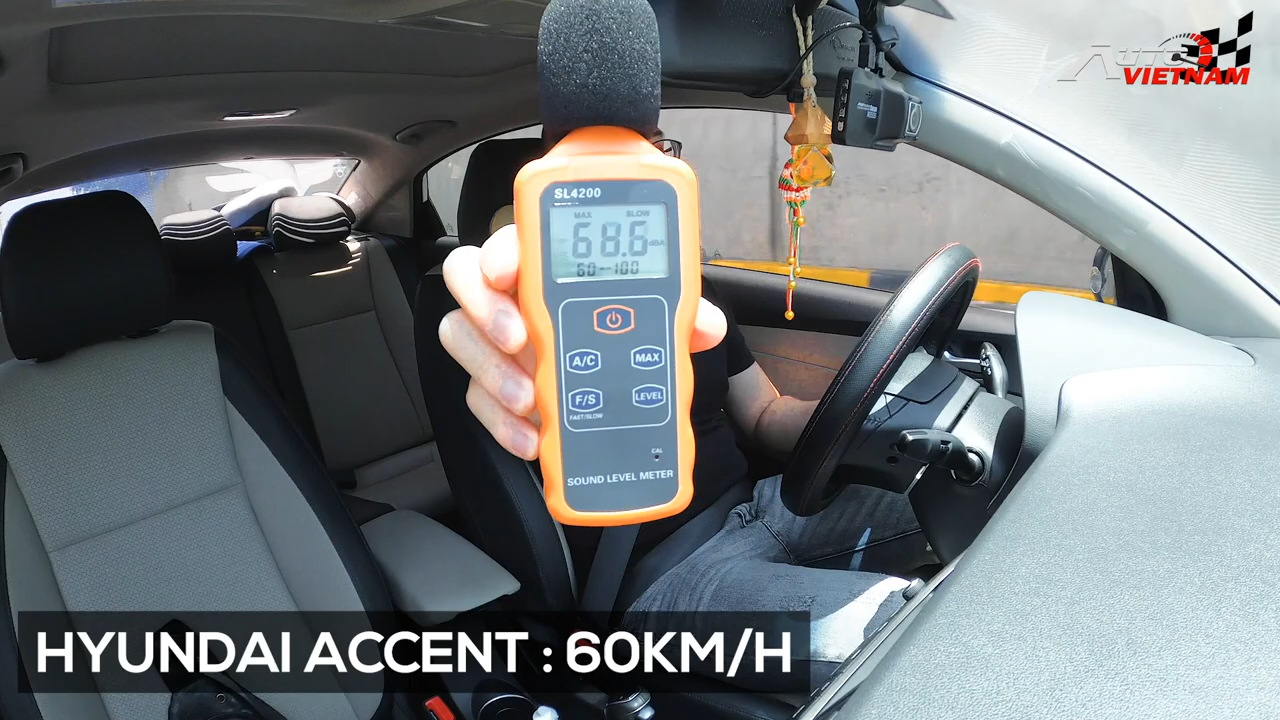 AUTO
VIETNAM
SL4200
MAX SLOW
68.6 dBA
60--100
A/C
MAX
F/S
LEVEL
FAST/SLOW
CAL
SOUND LEVEL METER
HYUNDAI ACCENT : 60KM/H